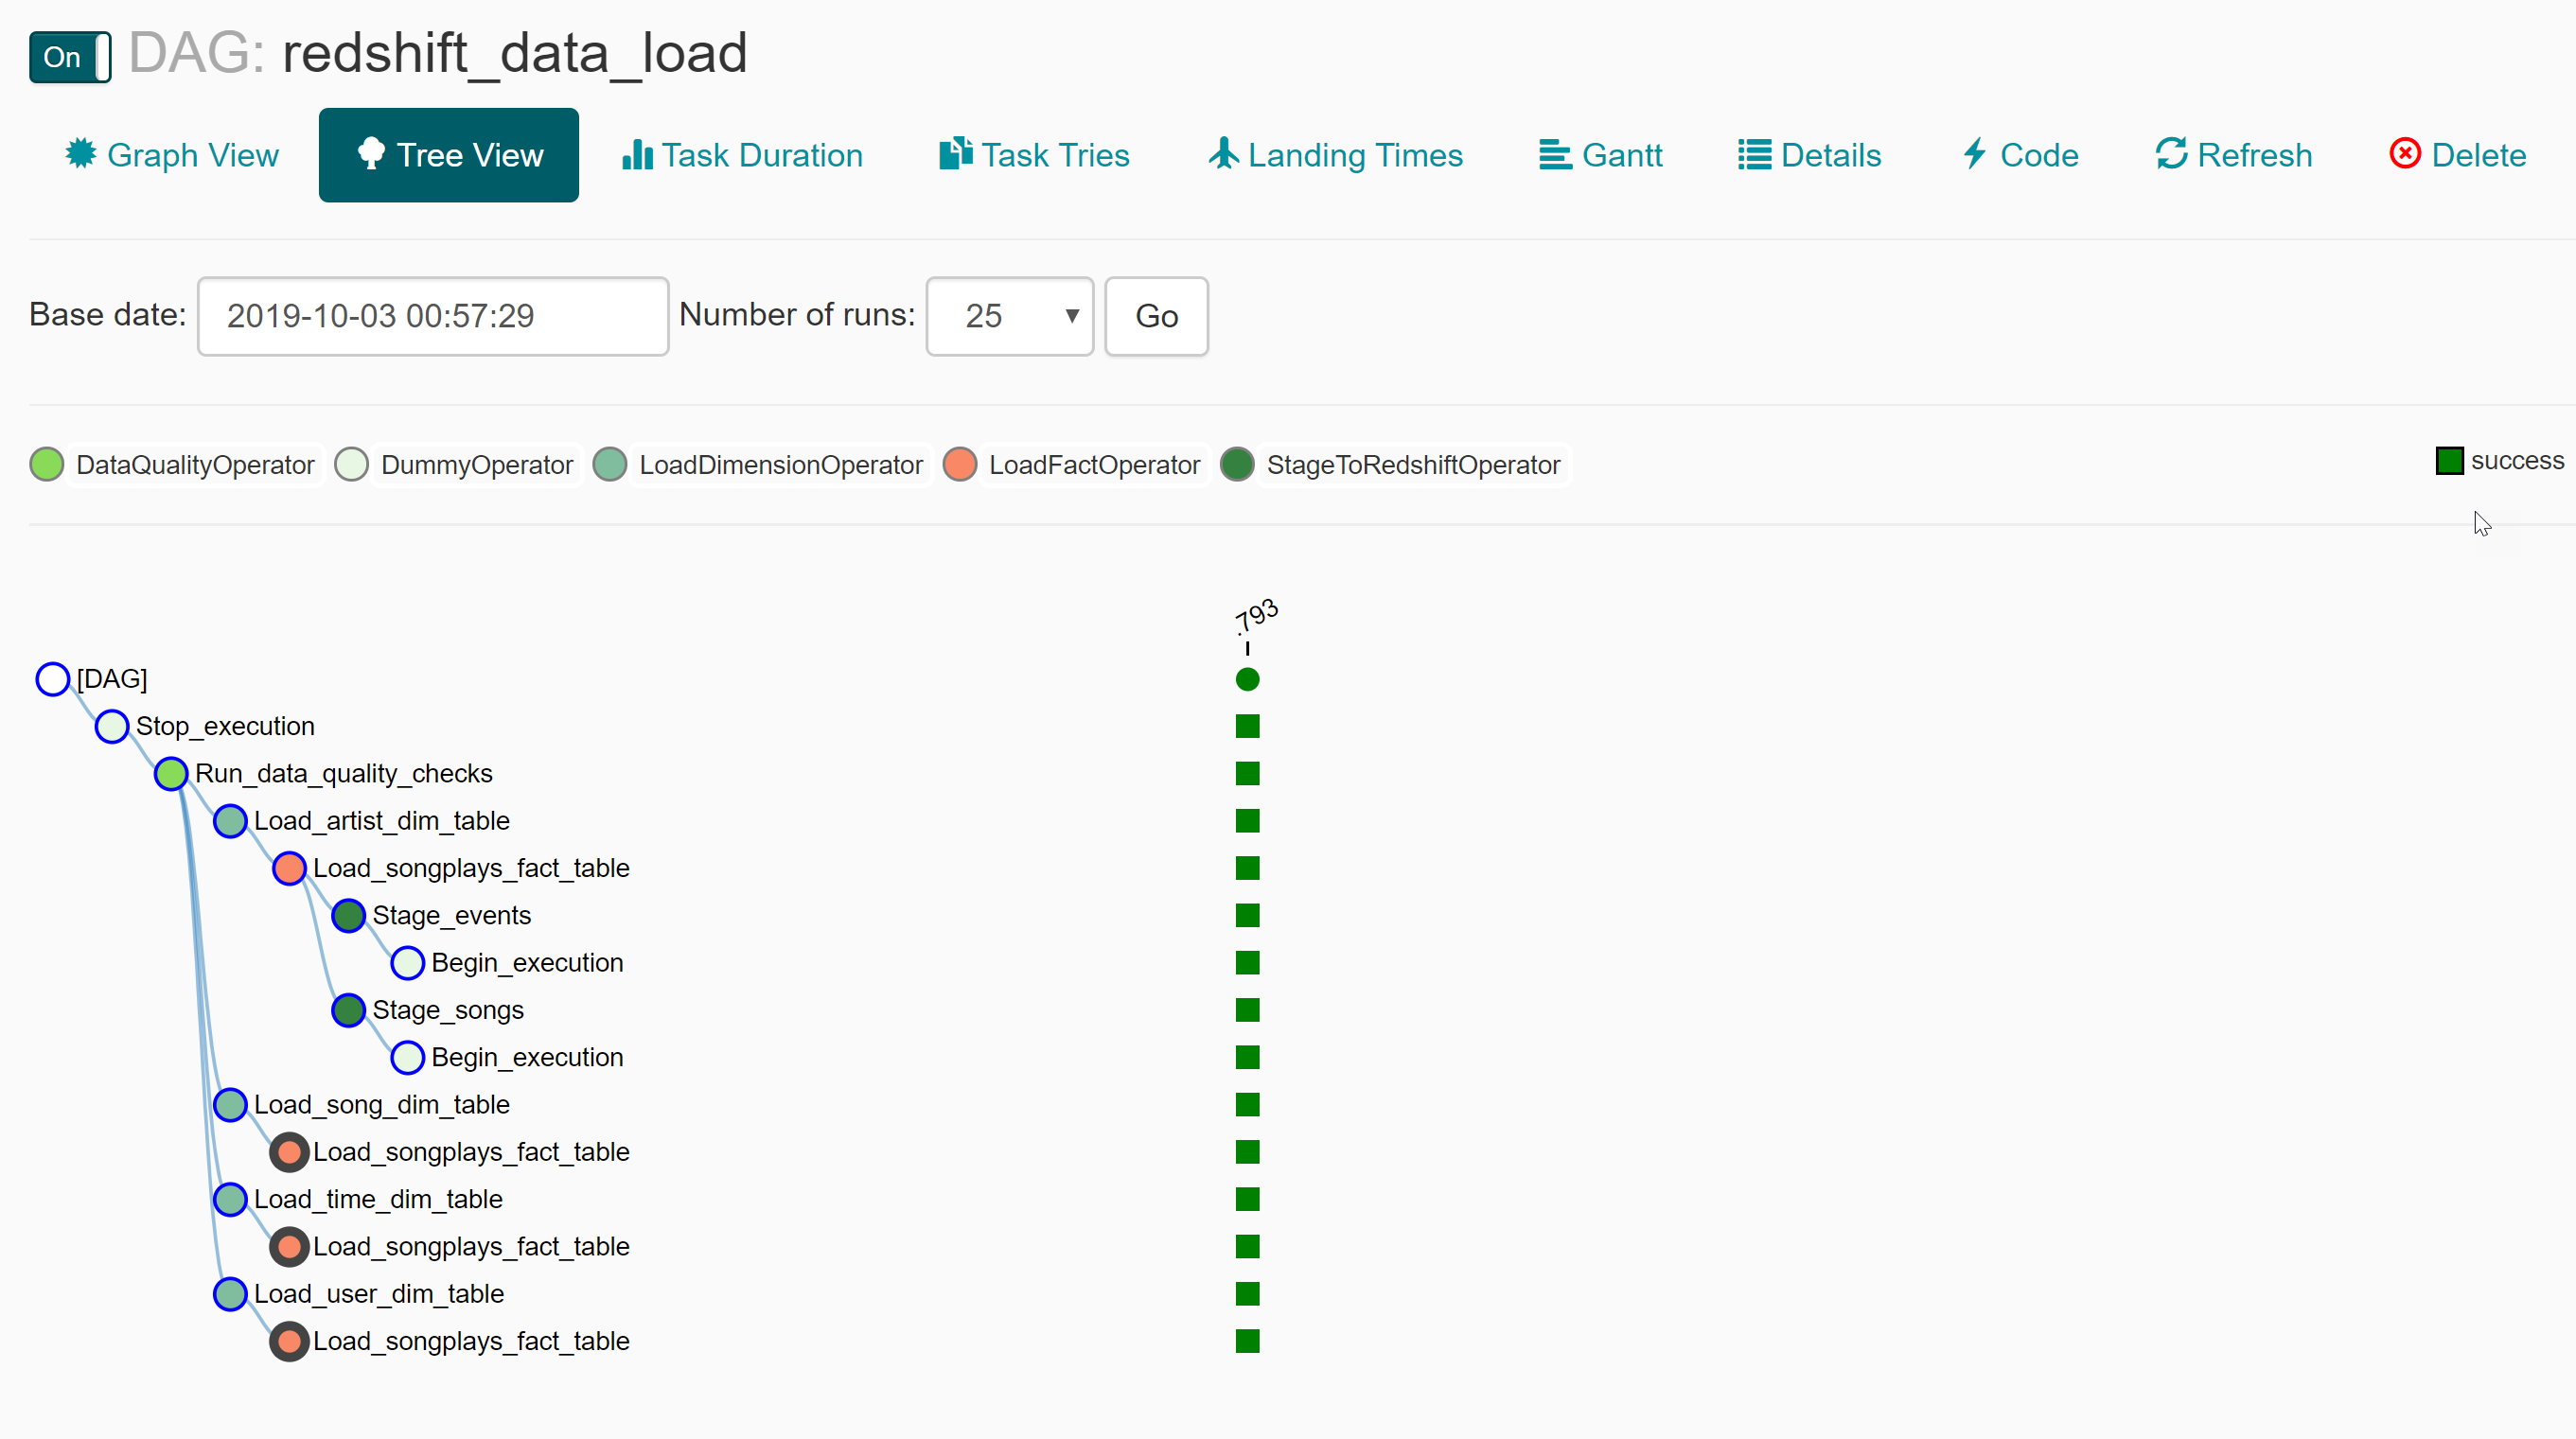 On DAG: redshift_data_load
Graph View Tree View Task Duration Task Tries Landing Times Gantt Details Code Refresh Delete
Base date: 2019-10-03 00:57:29 Number of runs: 25 Go
DataQualityOperator DummyOperator LoadDimensionOperator LoadFactOperator StageToRedshiftOperator success
.793
[DAG]
Stop_execution
Run_data_quality_checks
Load_artist_dim_table
Load_songplays_fact_table
Stage_events
Begin_execution
Stage_songs
Begin_execution
Load_song_dim_table
Load_songplays_fact_table
Load_time_dim_table
Load_songplays_fact_table
Load_user_dim_table
Load_songplays_fact_table